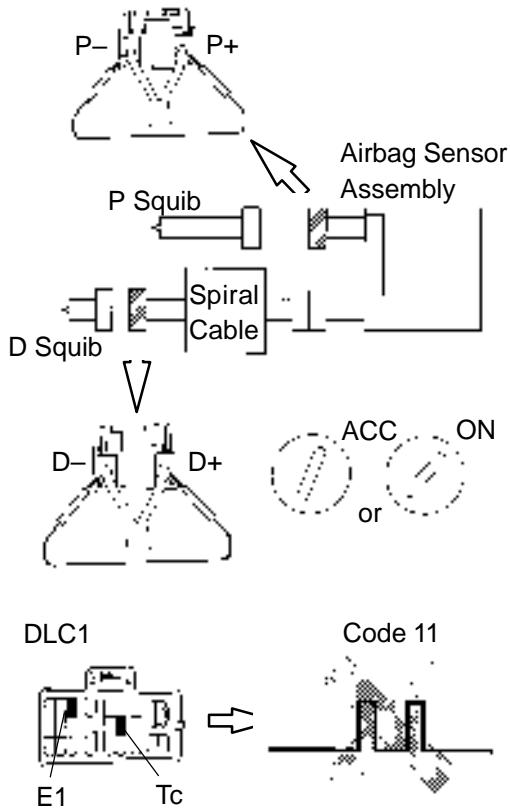 P– P+
Airbag Sensor
Assembly
P Squib
Spiral
Cable
D Squib
ACC ON
D– D+
or
DLC1 Code 11
E1 Tc